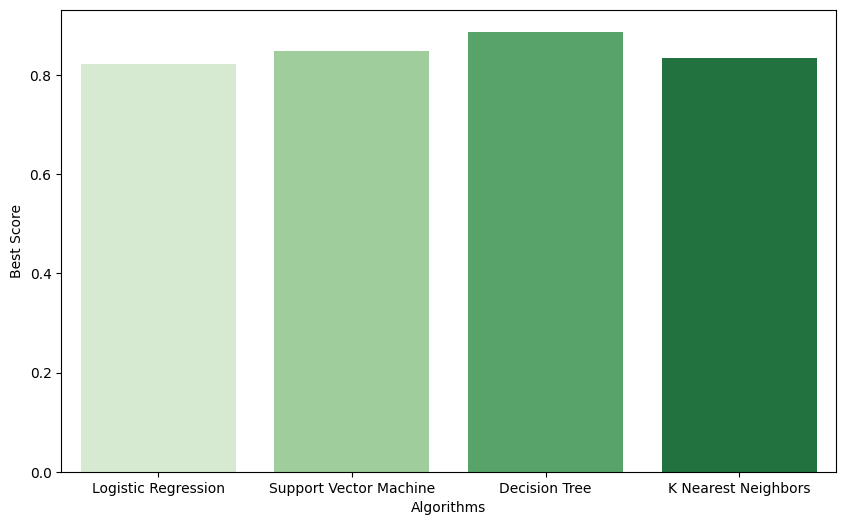 Best Score
0.8
0.6
0.4
0.2
0.0
Logistic Regression
Support Vector Machine
Decision Tree
K Nearest Neighbors
Algorithms